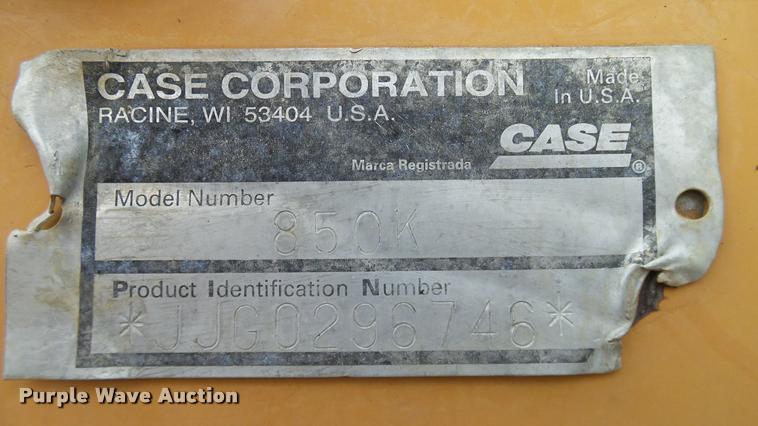 CASE CORPORATION
RACINE, WI 53404 U.S.A.
Made
In U.S.A.
CASE®
Marca Registrada
Model Number
850K
Product Identification Number
*JJG0296746*
Purple Wave Auction